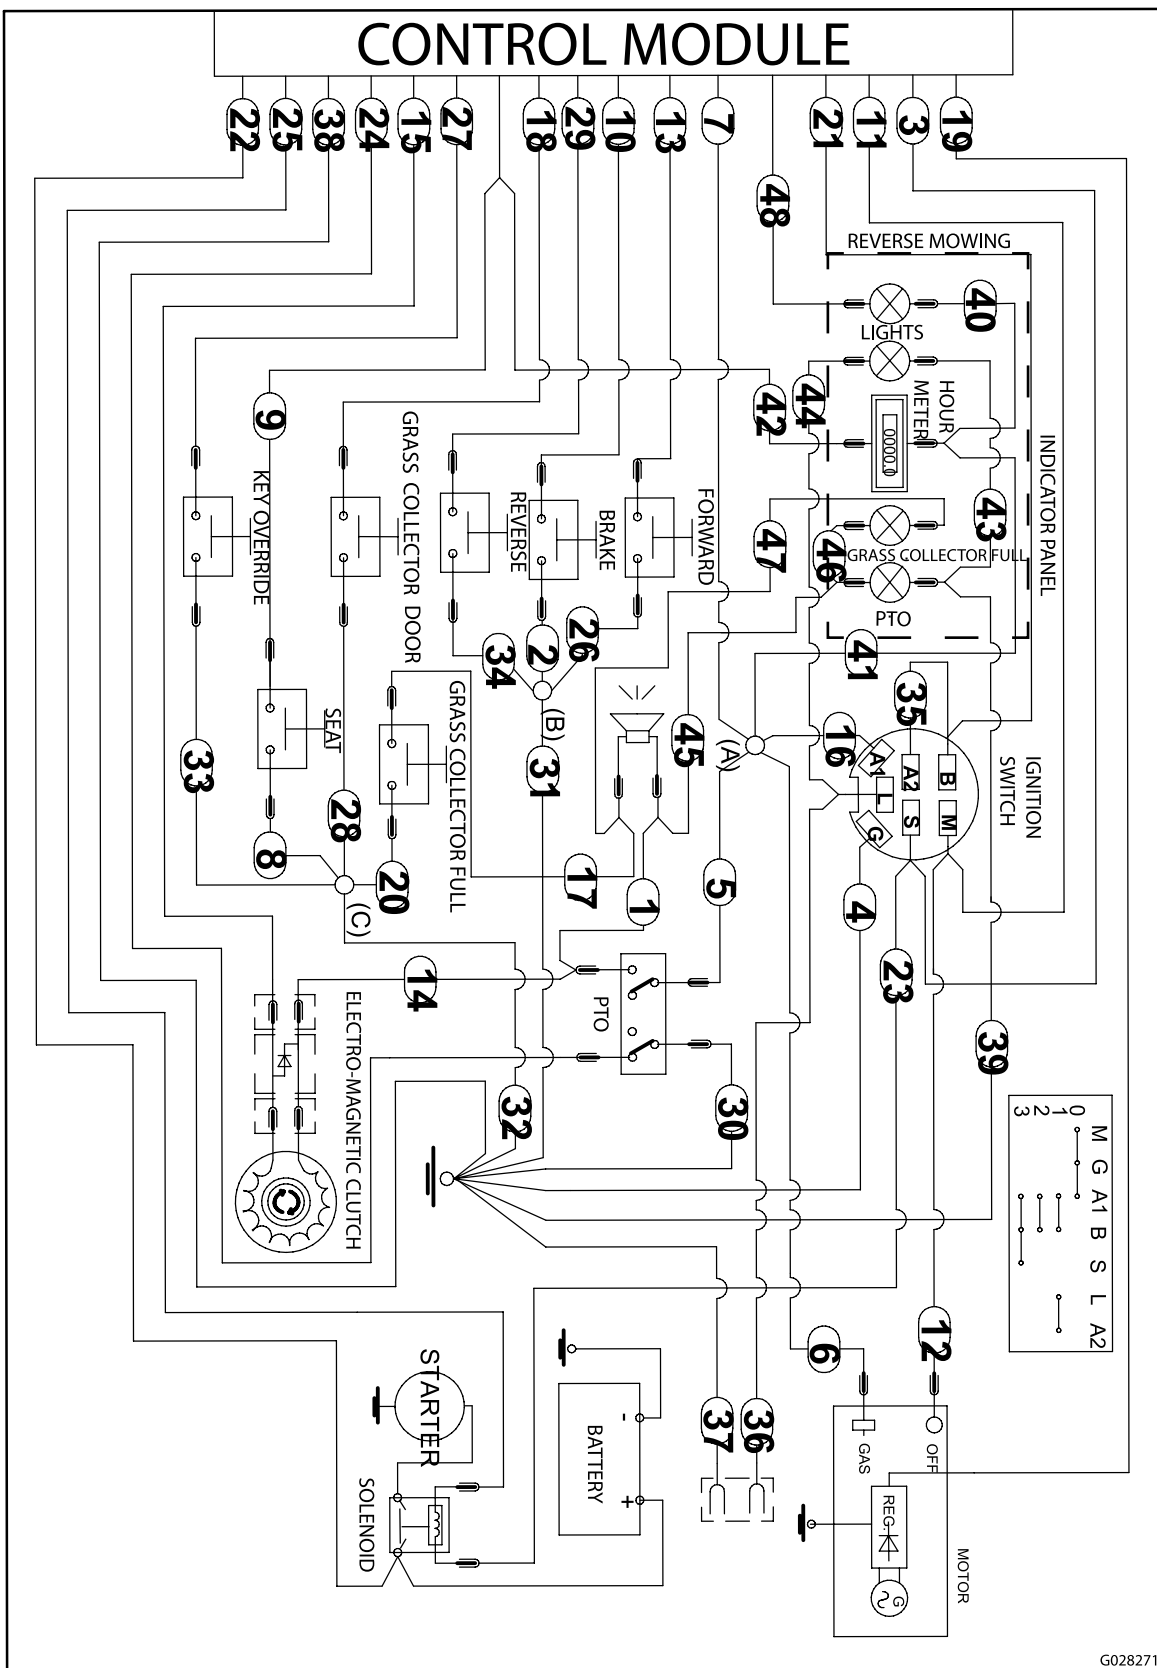 CONTROL MODULE
22
25
38
24
15
27
18
29
10
13
7
21
11
3
19
48
REVERSE MOWING
40
LIGHTS
44
HOUR
METER
0000.0
42
9
43
INDICATOR PANEL
47
46
GRASS COLLECTOR FULL
PTO
41
KEY OVERRIDE
GRASS COLLECTOR DOOR
REVERSE
BRAKE
FORWARD
34
2
26
33
SEAT
GRASS COLLECTOR FULL
(B)
31
45
(A)
16
35
IGNITION
SWITCH
A1
A2
B
L
S
M
G
8
28
20
(C)
17
1
5
4
23
39
14
PTO
ELECTRO-MAGNETIC CLUTCH
32
30
M G A1 B S L A2
0
1
2
3
12
6
37
36
STARTER
SOLENOID
BATTERY
-
+
OFF
GAS
REG.
G
MOTOR
G028271